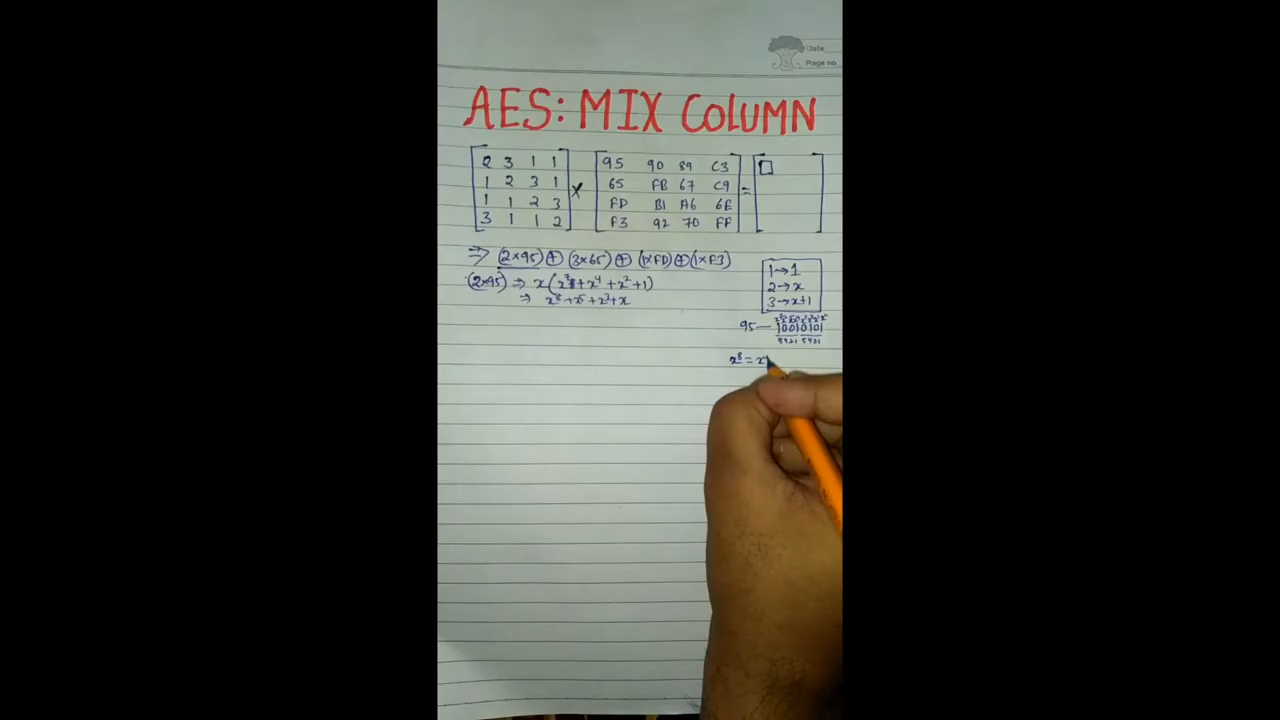 Date
Page no
AES: MIX COLUMN
2 3 1 1 × 95 90 89 C3 =
1 2 3 1 65 FB 67 C9
1 1 2 3 FD B1 A6 6E
3 1 1 2 F3 92 70 FF
⇒ (2×95) ⊕ (3×65) ⊕ (1×FD) ⊕ (1×F3)
(2×95) ⇒ x(x⁷+x⁴+x²+1)
⇒ x⁸+x⁵+x³+x
1→1
2→x
3→x+1
95 — 10010101
8421 8421
x⁸ = x